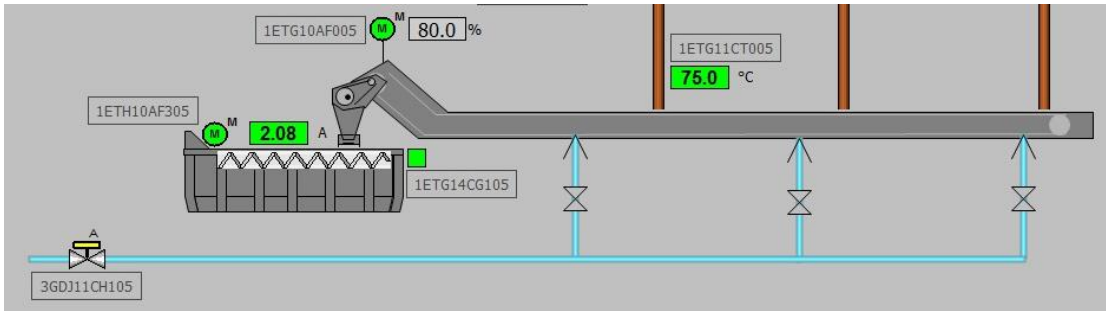 1ETG10AF005
M
M
80.0 %
1ETG11CT005
75.0 °C
1ETH10AF305
M
M
2.08 A
1ETG14CG105
A
3GDJ11CH105